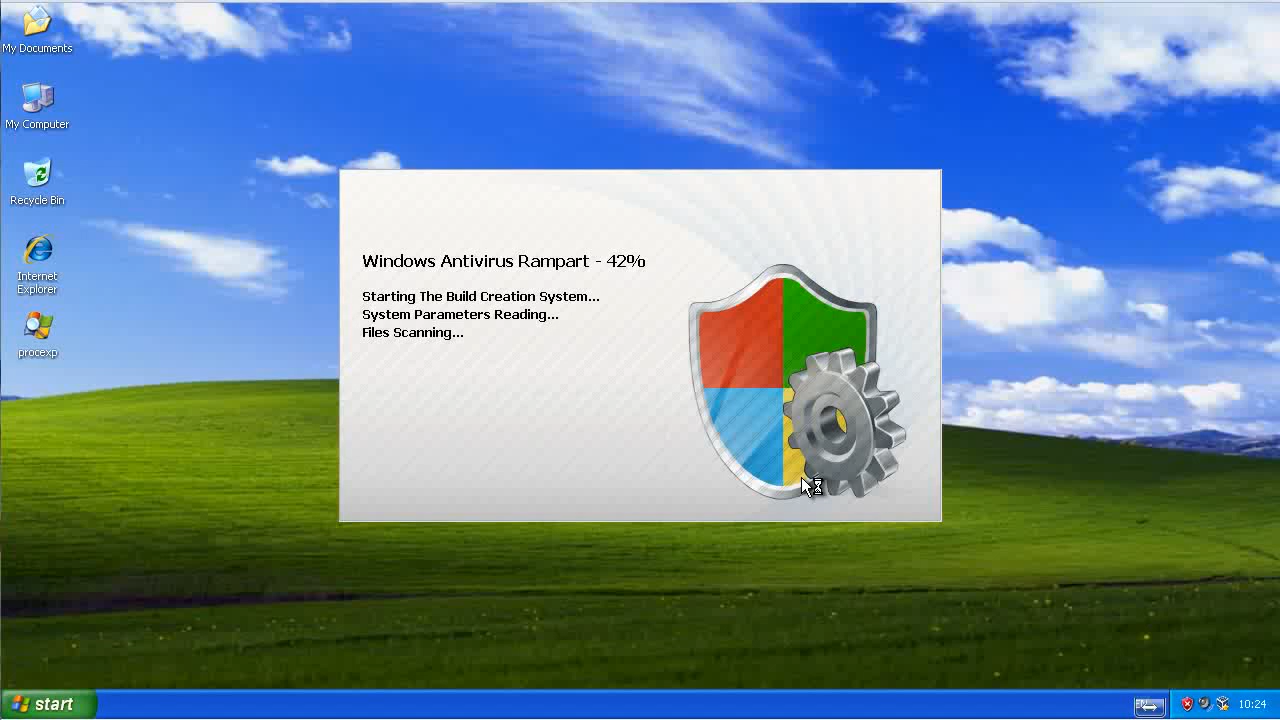 My Documents
My Computer
Recycle Bin
Internet
Explorer
procexp
Windows Antivirus Rampart - 42%
Starting The Build Creation System...
System Parameters Reading...
Files Scanning...
start
10:24